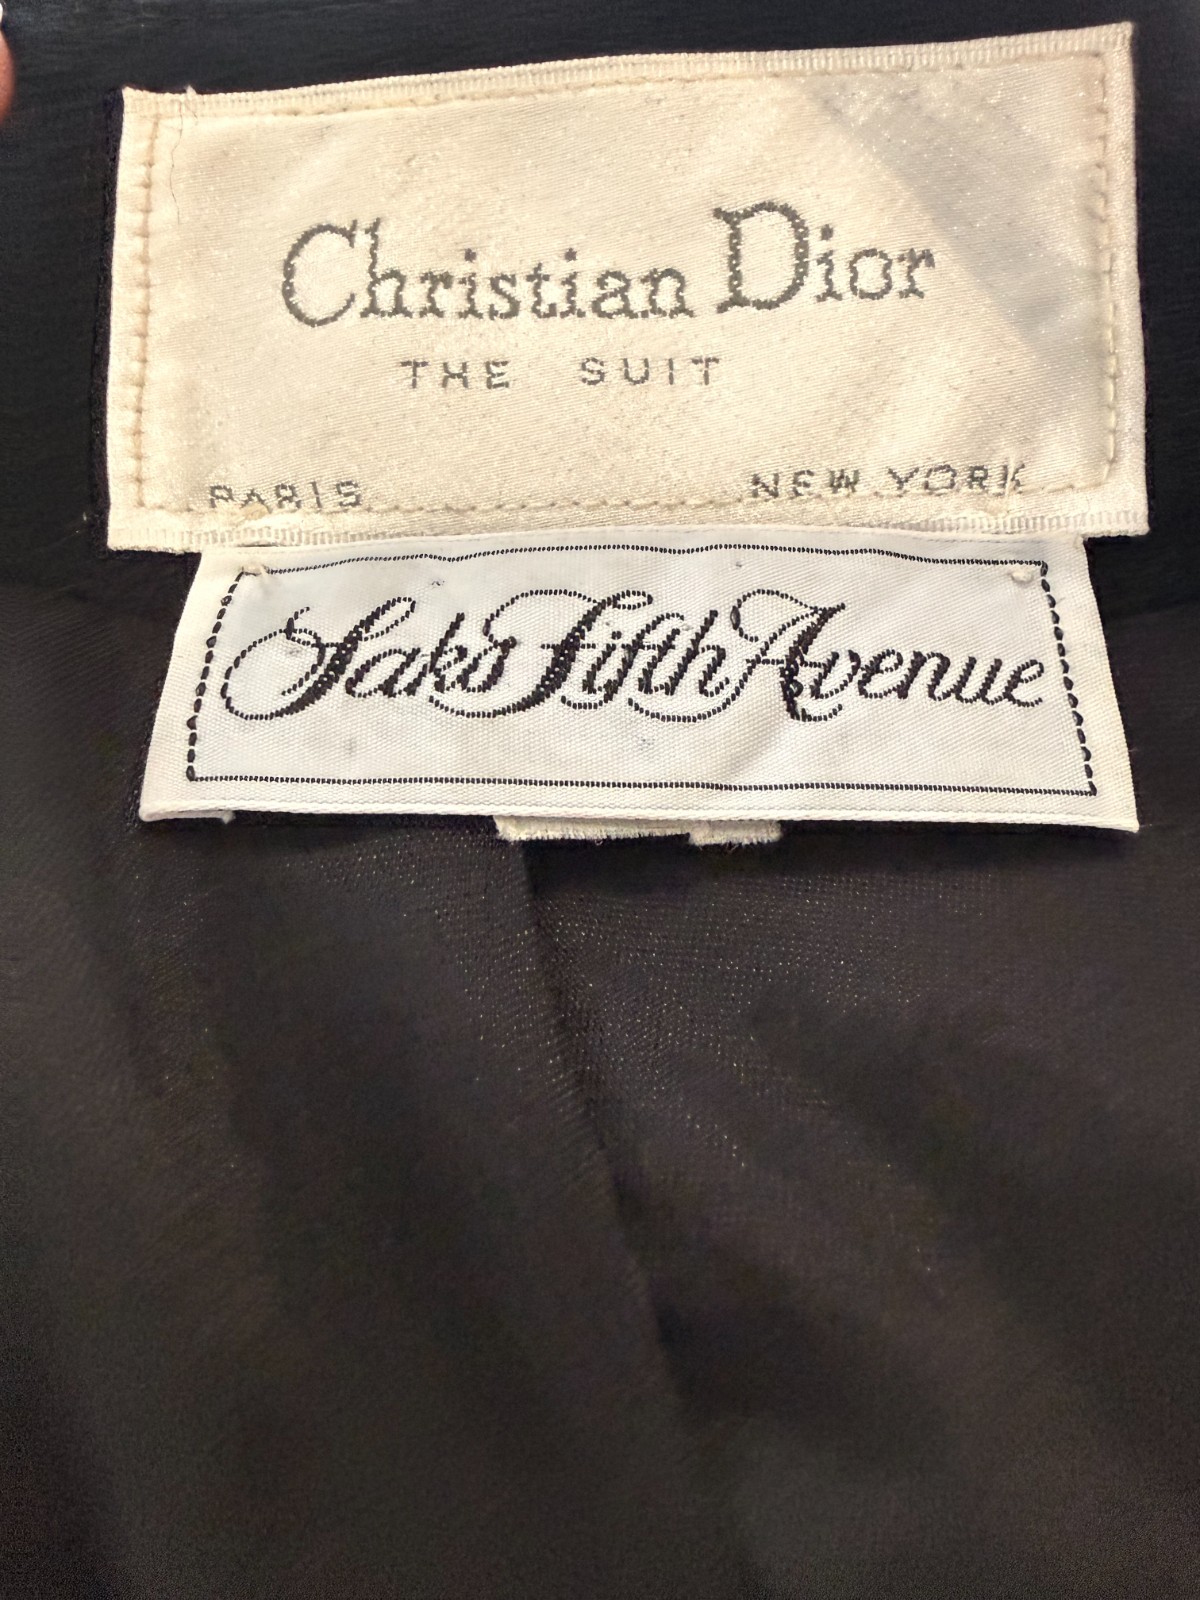 Christian Dior
THE SUIT
PARIS NEW YORK
Saks Fifth Avenue